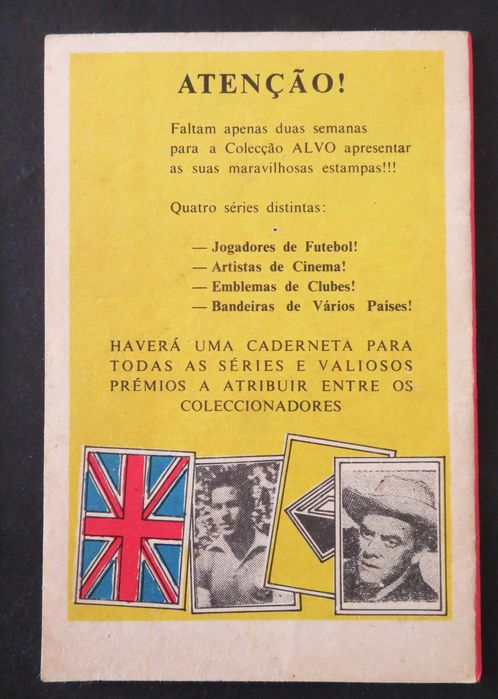 ATENÇÃO!
Faltam apenas duas semanas
para a Colecção ALVO apresentar
as suas maravilhosas estampas!!!
Quatro séries distintas:
— Jogadores de Futebol!
— Artistas de Cinema!
— Emblemas de Clubes!
— Bandeiras de Vários Países!
HAVERÁ UMA CADERNETA PARA
TODAS AS SÉRIES E VALIOSOS
PRÉMIOS A ATRIBUIR ENTRE OS
COLECCIONADORES